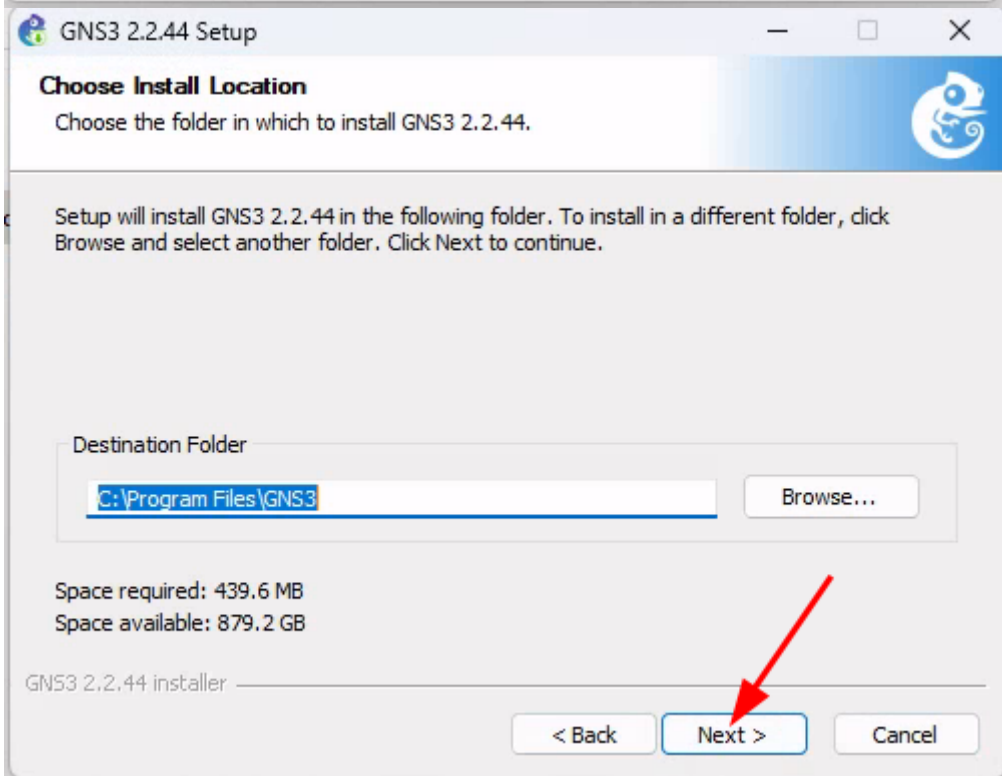 GNS3 2.2.44 Setup
Choose Install Location
Choose the folder in which to install GNS3 2.2.44.
Setup will install GNS3 2.2.44 in the following folder. To install in a different folder, click
Browse and select another folder. Click Next to continue.
Destination Folder
C:\Program Files\GNS3
Browse...
Space required: 439.6 MB
Space available: 879.2 GB
GNS3 2.2.44 installer
< Back
Next >
Cancel